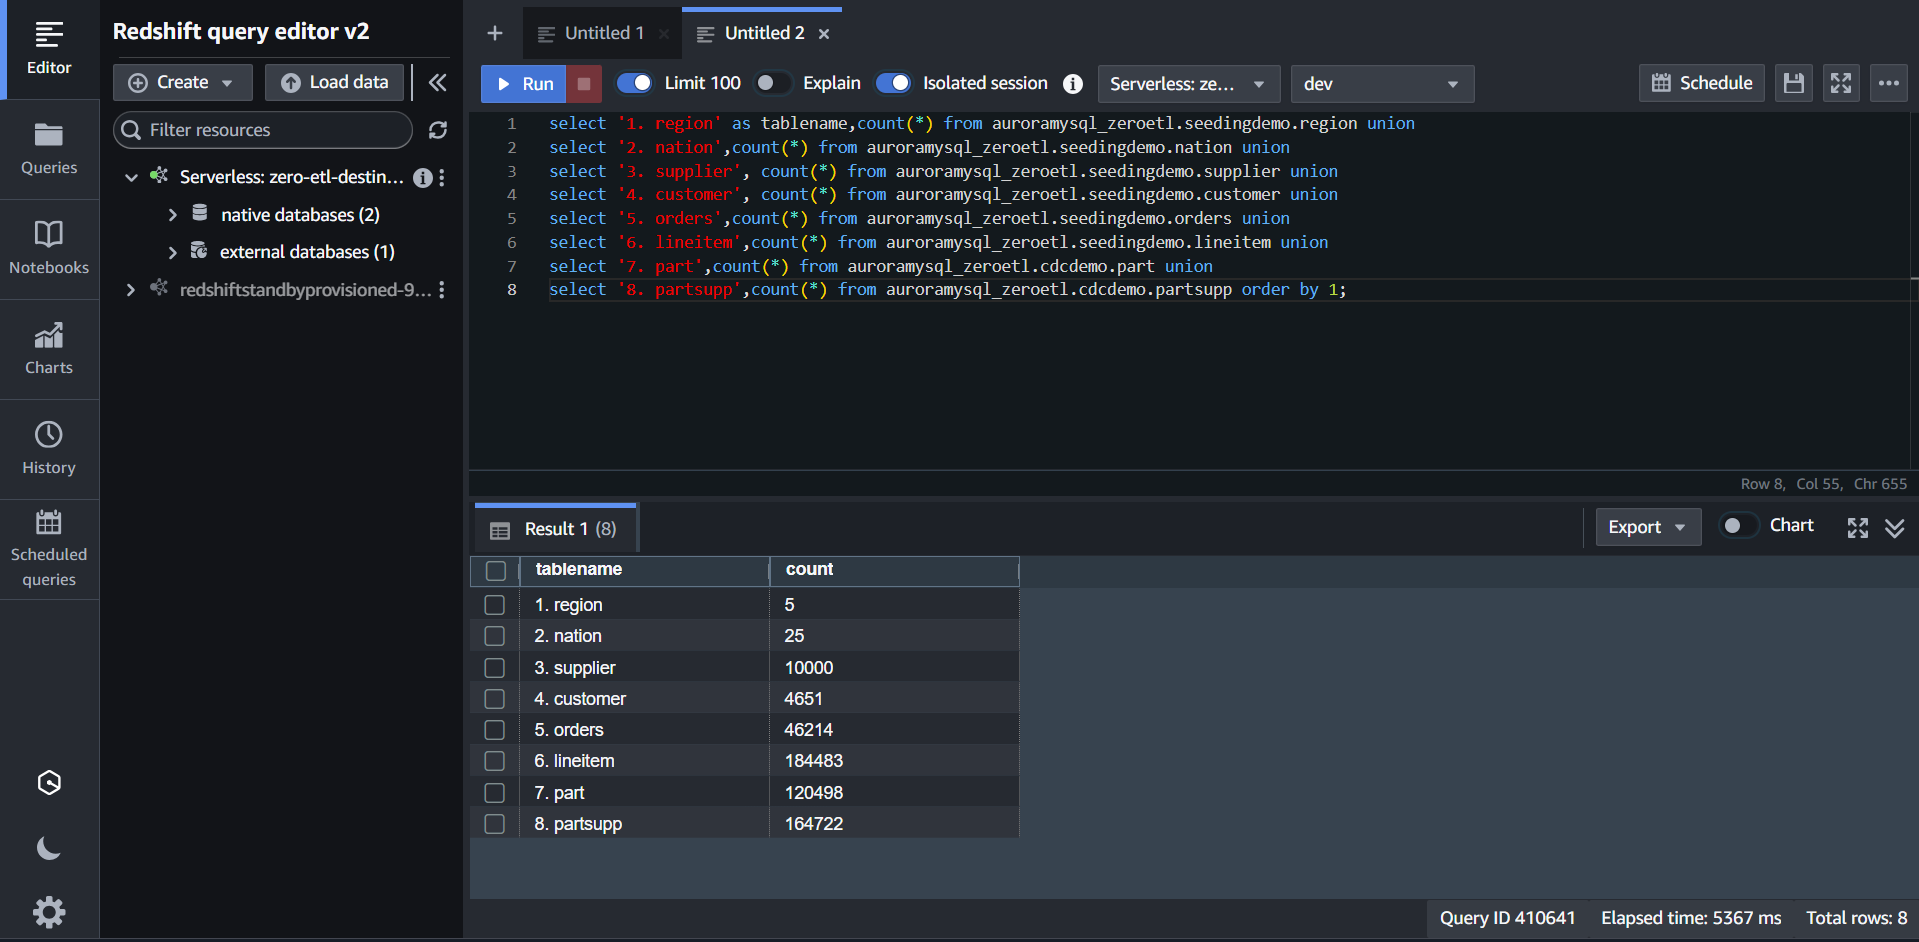 Editor
Queries
Notebooks
Charts
History
Scheduled
queries
Redshift query editor v2
Create
Load data
Filter resources
Serverless: zero-etl-destin...
native databases (2)
external databases (1)
redshiftstandbyprovisioned-9...
Untitled 1
Untitled 2
Run
Limit 100
Explain
Isolated session
Serverless: ze...
dev
Schedule
1 select '1. region' as tablename,count(*) from auroramysql_zeroetl.seedingdemo.region union
2 select '2. nation',count(*) from auroramysql_zeroetl.seedingdemo.nation union
3 select '3. supplier', count(*) from auroramysql_zeroetl.seedingdemo.supplier union
4 select '4. customer', count(*) from auroramysql_zeroetl.seedingdemo.customer union
5 select '5. orders',count(*) from auroramysql_zeroetl.seedingdemo.orders union
6 select '6. lineitem',count(*) from auroramysql_zeroetl.seedingdemo.lineitem union
7 select '7. part',count(*) from auroramysql_zeroetl.cdcdemo.part union
8 select '8. partsupp',count(*) from auroramysql_zeroetl.cdcdemo.partsupp order by 1;
Row 8, Col 55, Chr 655
Result 1 (8)
Export
Chart
tablename count
1. region 5
2. nation 25
3. supplier 10000
4. customer 4651
5. orders 46214
6. lineitem 184483
7. part 120498
8. partsupp 164722
Query ID 410641 Elapsed time: 5367 ms Total rows: 8